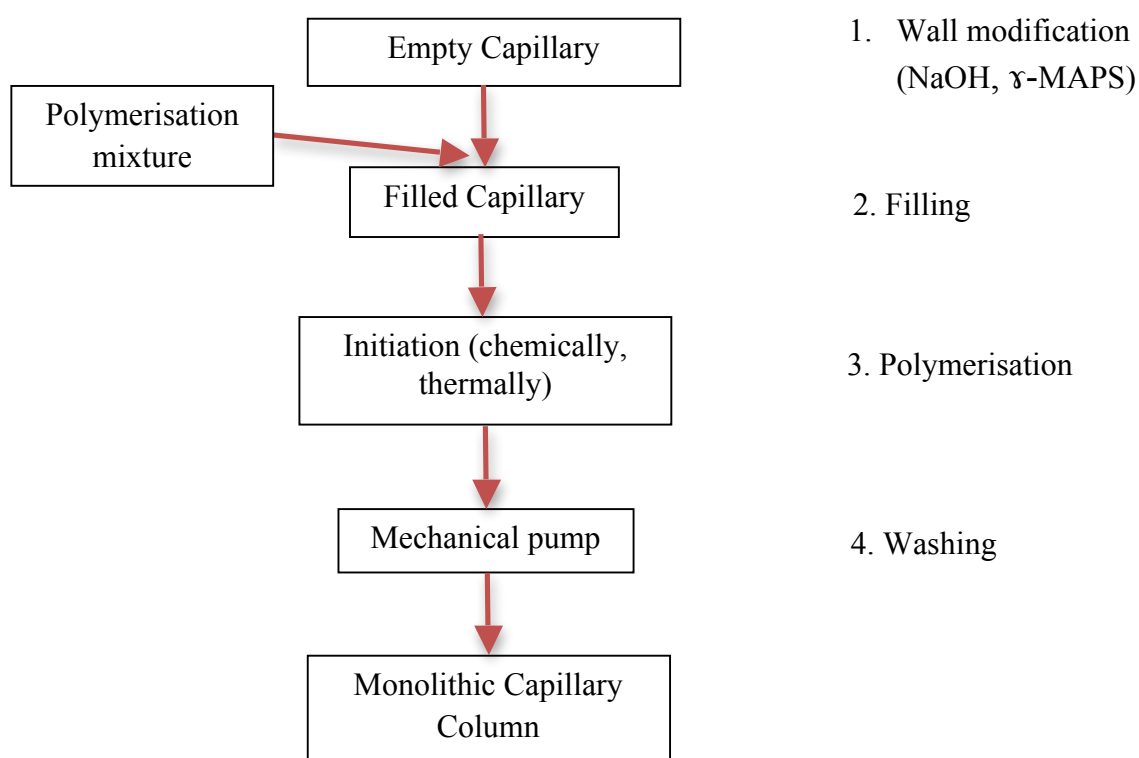 Empty Capillary
1. Wall modification
(NaOH, ɤ-MAPS)
Polymerisation
mixture
Filled Capillary
2. Filling
Initiation (chemically,
thermally)
3. Polymerisation
Mechanical pump
4. Washing
Monolithic Capillary
Column